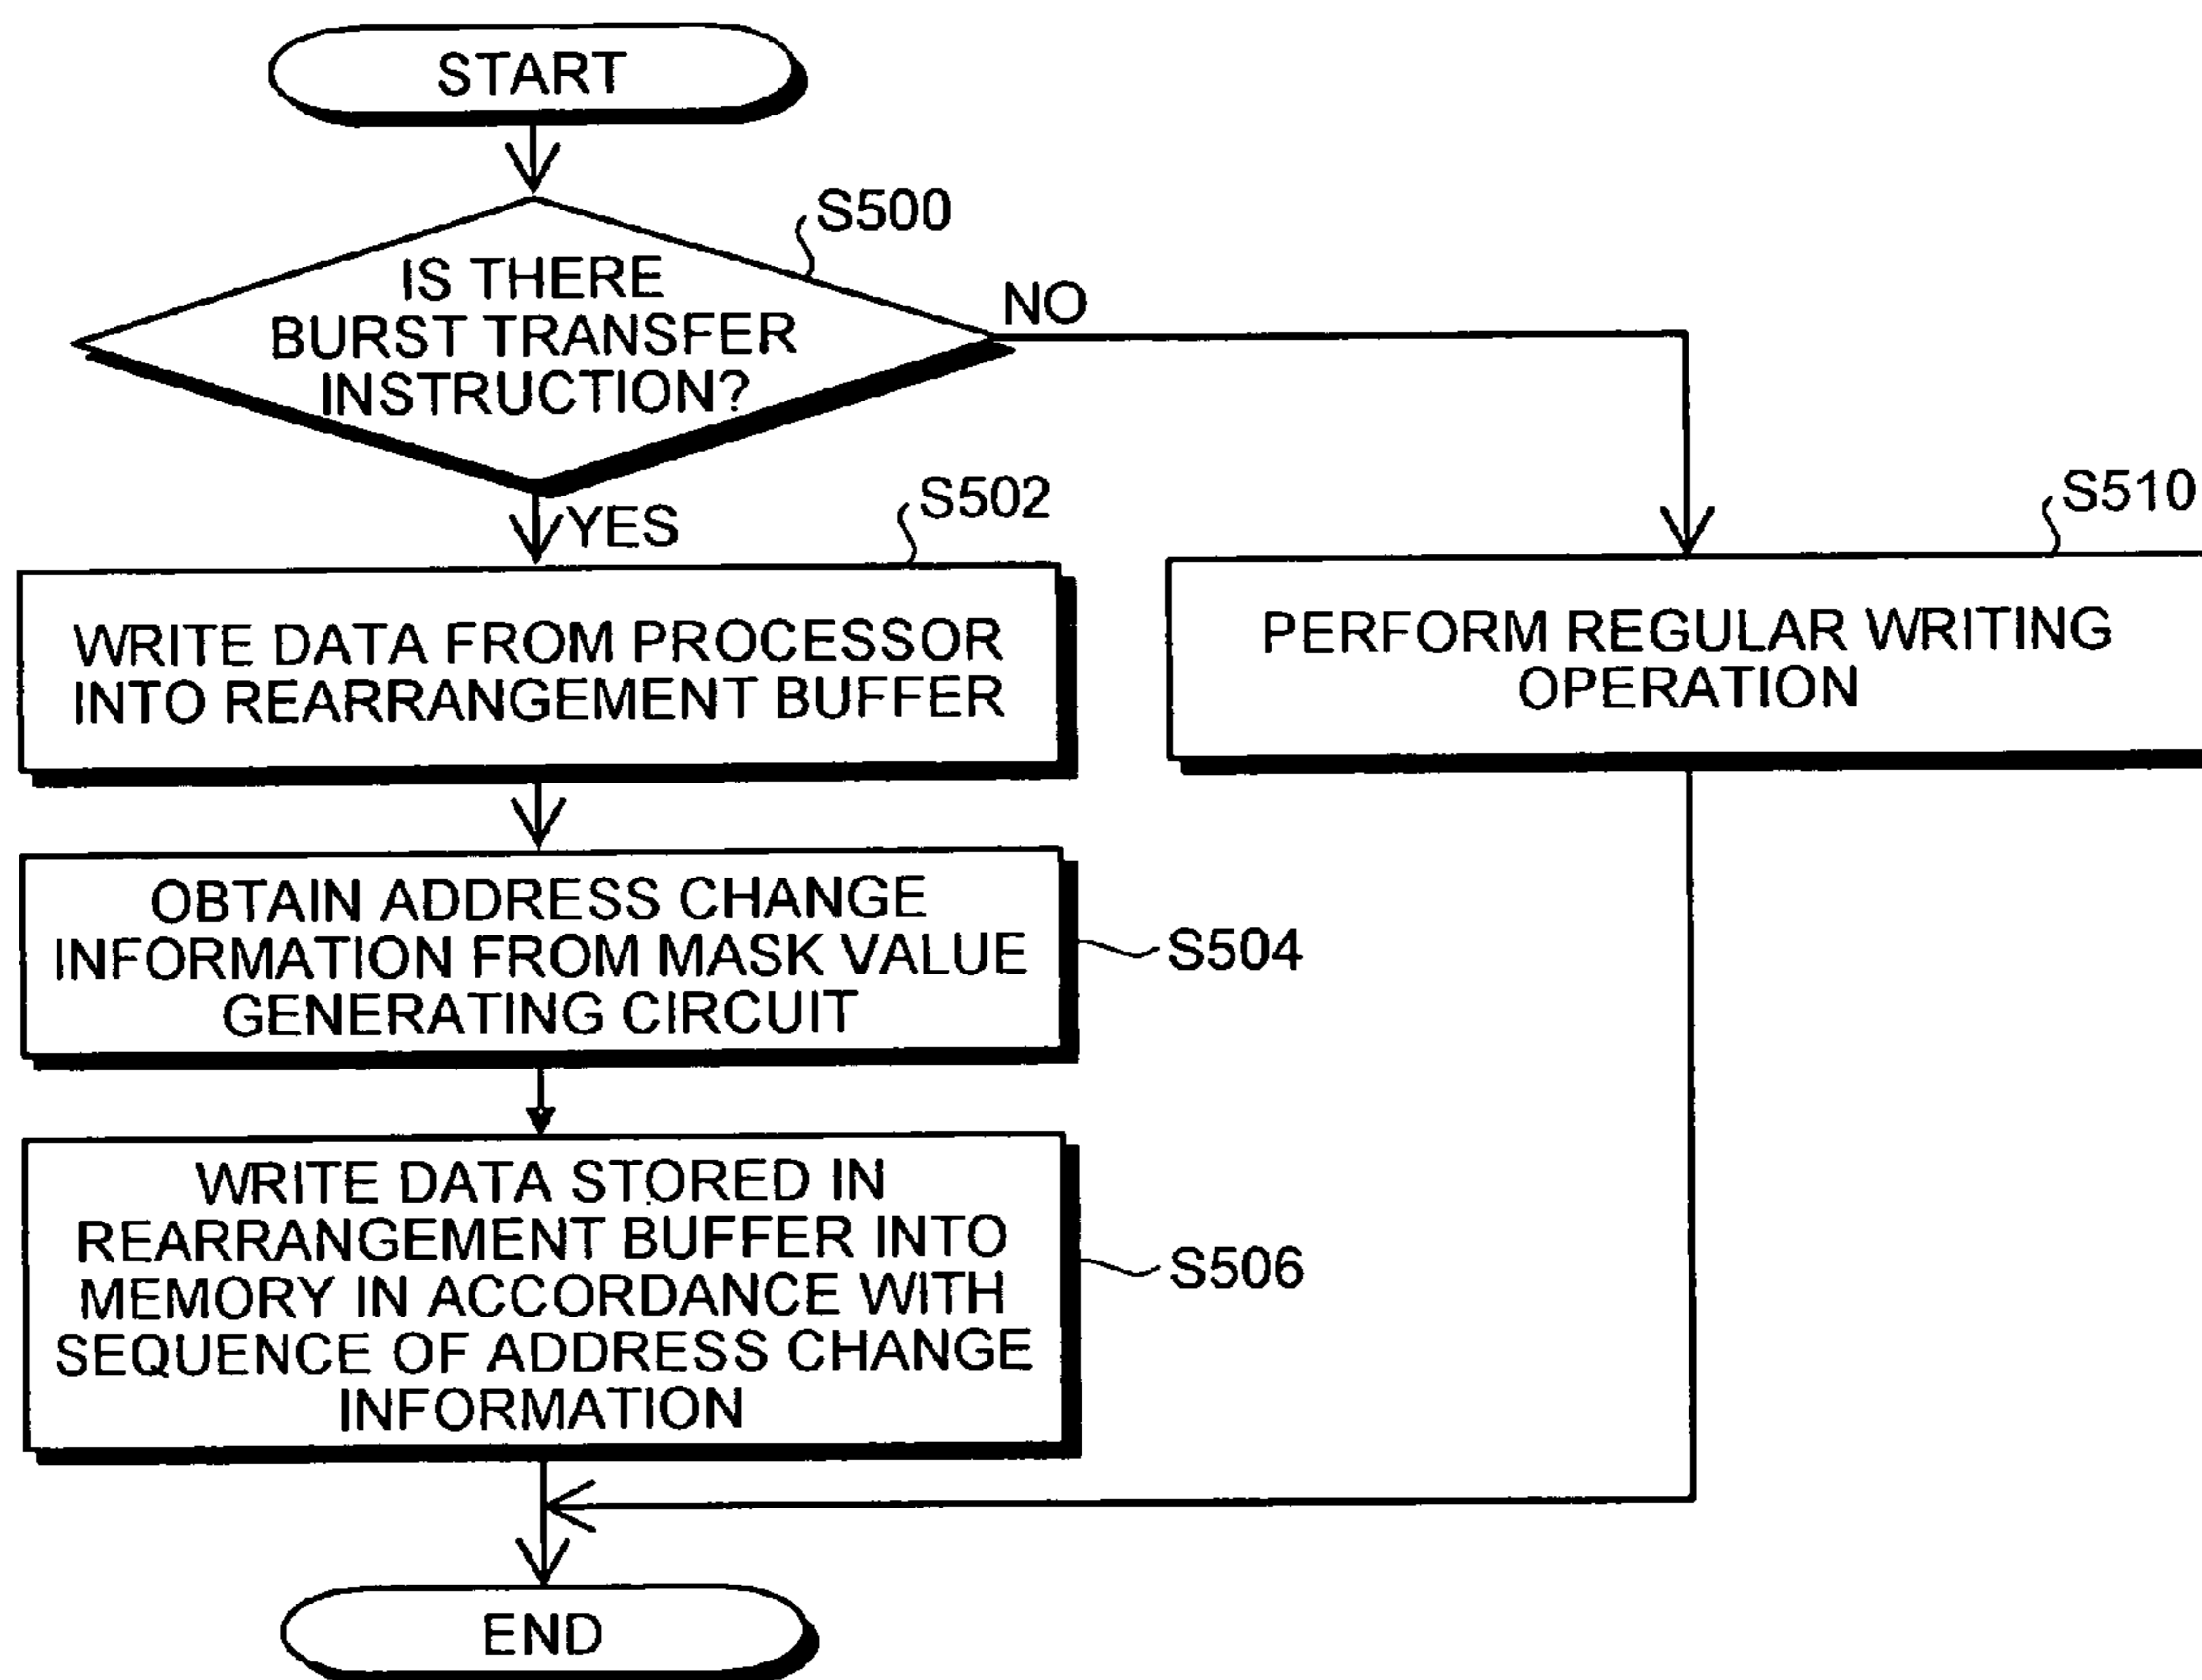 START
S500
IS THERE
BURST TRANSFER
INSTRUCTION?
NO
YES
S502
WRITE DATA FROM PROCESSOR
INTO REARRANGEMENT BUFFER
S510
PERFORM REGULAR WRITING
OPERATION
OBTAIN ADDRESS CHANGE
INFORMATION FROM MASK VALUE
GENERATING CIRCUIT
S504
WRITE DATA STORED IN
REARRANGEMENT BUFFER INTO
MEMORY IN ACCORDANCE WITH
SEQUENCE OF ADDRESS CHANGE
INFORMATION
S506
END